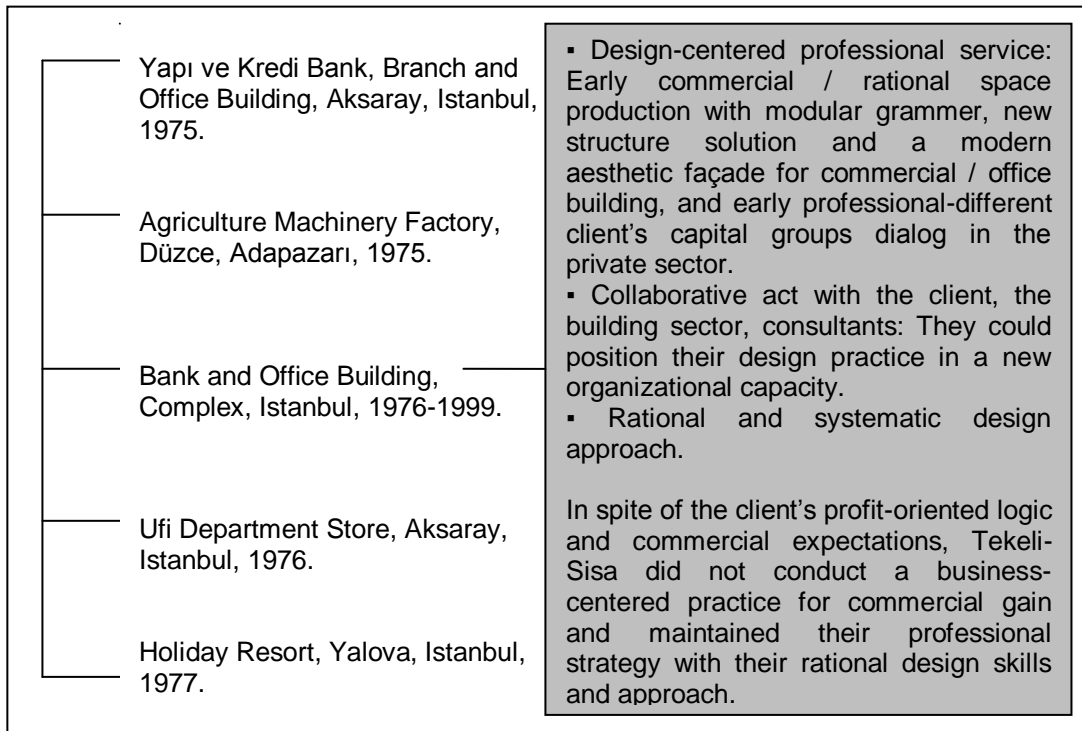 Yapı ve Kredi Bank, Branch and
Office Building, Aksaray, Istanbul,
1975.
Agriculture Machinery Factory,
Düzce, Adapazarı, 1975.
Bank and Office Building,
Complex, Istanbul, 1976-1999.
Ufi Department Store, Aksaray,
Istanbul, 1976.
Holiday Resort, Yalova, Istanbul,
1977.
▪ Design-centered professional service:
Early commercial / rational space
production with modular grammer, new
structure solution and a modern
aesthetic façade for commercial / office
building, and early professional-different
client’s capital groups dialog in the
private sector.
▪ Collaborative act with the client, the
building sector, consultants: They could
position their design practice in a new
organizational capacity.
▪ Rational and systematic design
approach.
In spite of the client’s profit-oriented logic
and commercial expectations, Tekeli-
Sisa did not conduct a business-
centered practice for commercial gain
and maintained their professional
strategy with their rational design skills
and approach.